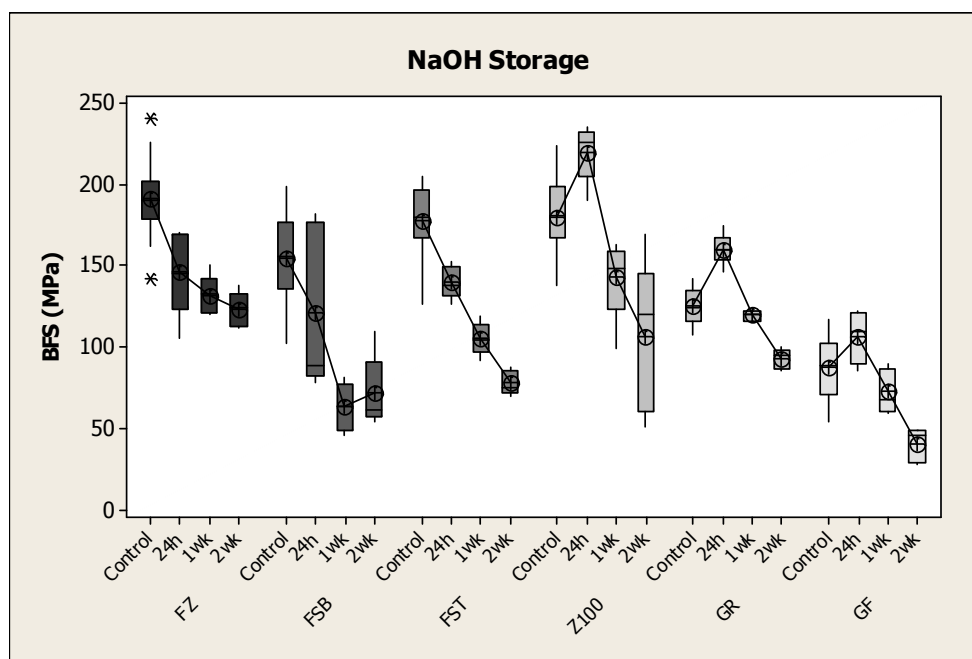 NaOH Storage
BFS (MPa)
250
200
150
100
50
0
Control 24h 1wk 2wk Control 24h 1wk 2wk Control 24h 1wk 2wk Control 24h 1wk 2wk Control 24h 1wk 2wk Control 24h 1wk 2wk
FZ FSB FST Z100 GR GF